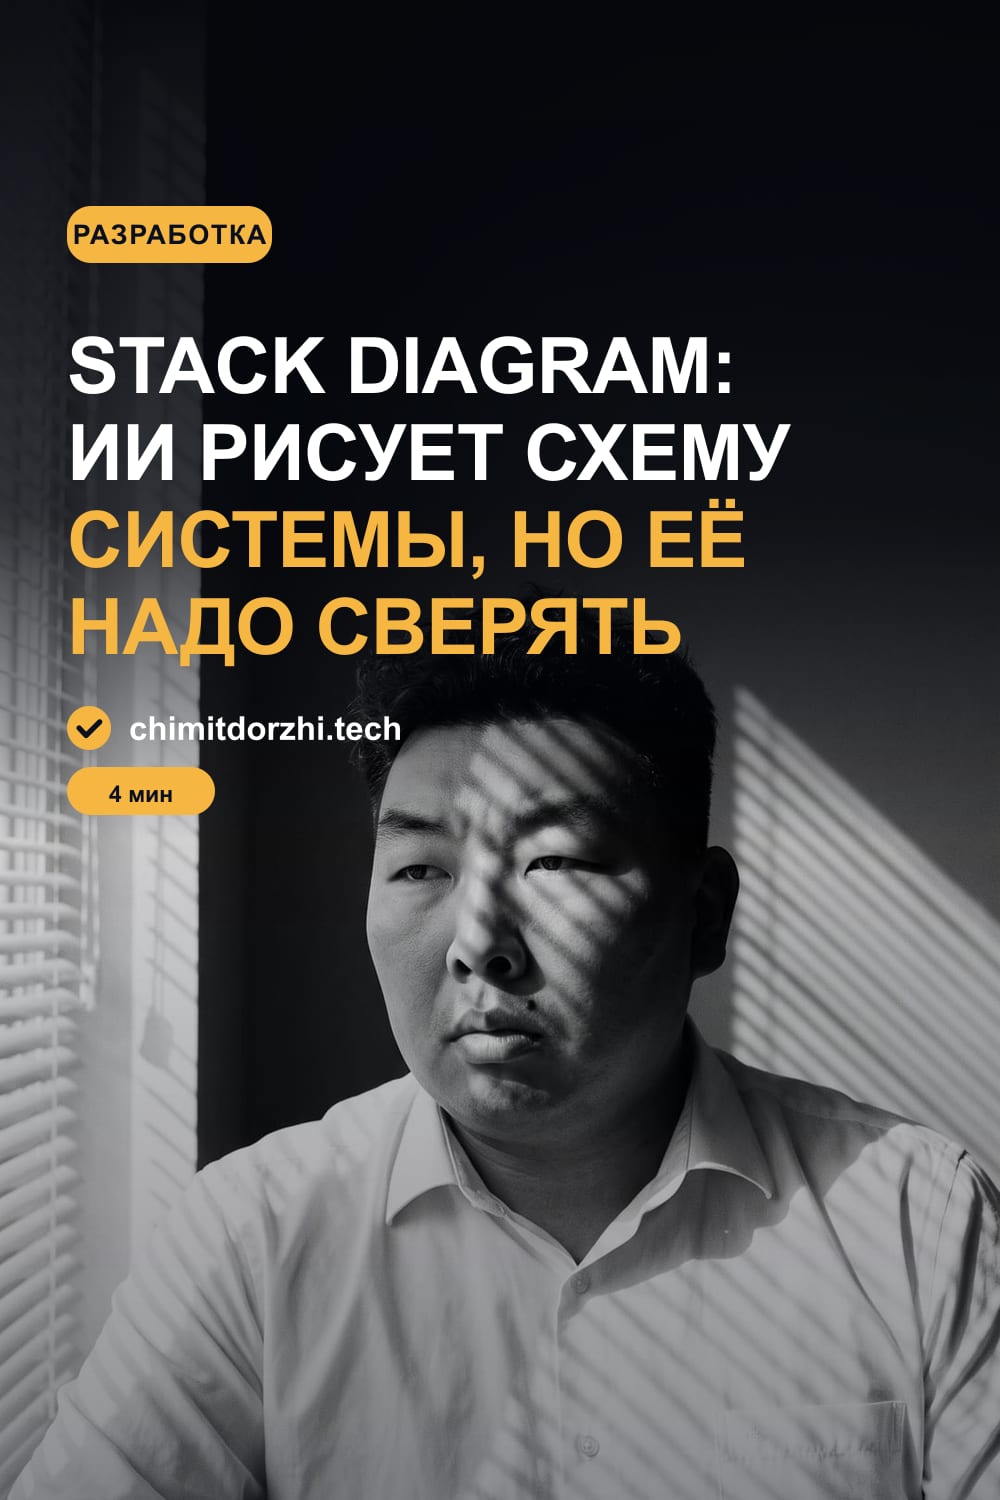 РАЗРАБОТКА
STACK DIAGRAM:
ИИ РИСУЕТ СХЕМУ
СИСТЕМЫ, НО ЕЁ
НАДО СВЕРЯТЬ
chimitdorzhi.tech
4 мин